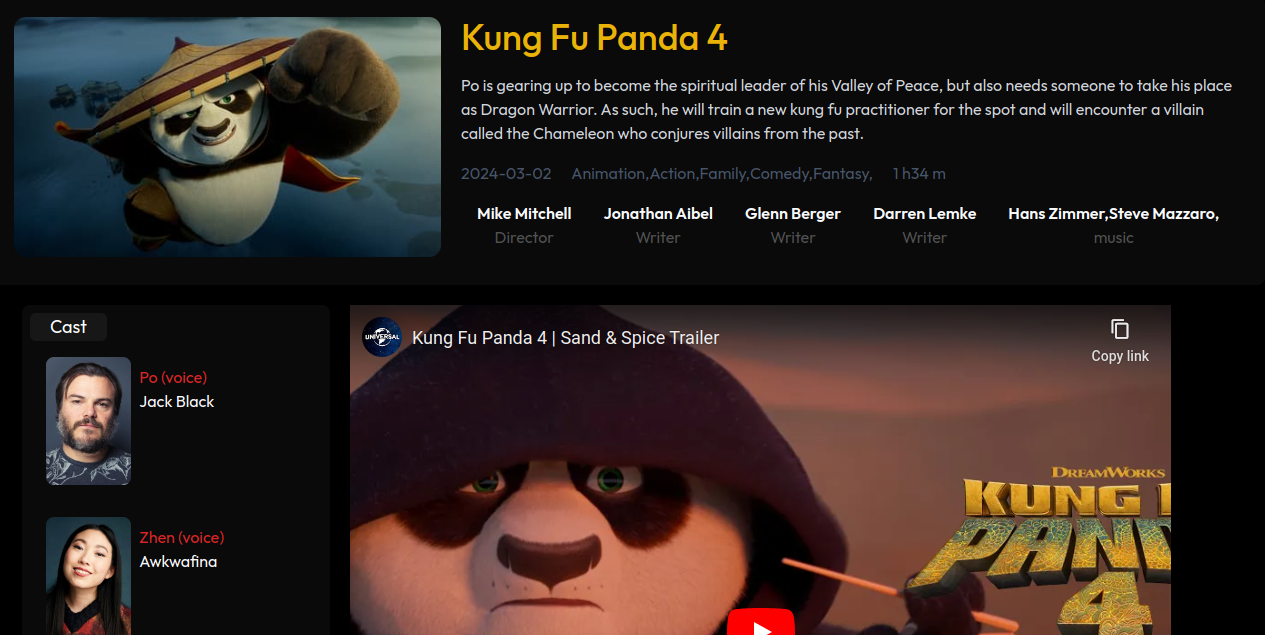 Kung Fu Panda 4
Po is gearing up to become the spiritual leader of his Valley of Peace, but also needs someone to take his place
as Dragon Warrior. As such, he will train a new kung fu practitioner for the spot and will encounter a villain
called the Chameleon who conjures villains from the past.
2024-03-02 Animation,Action,Family,Comedy,Fantasy, 1 h34 m
Mike Mitchell Jonathan Aibel Glenn Berger Darren Lemke Hans Zimmer,Steve Mazzaro,
Director Writer Writer Writer music
Cast
Po (voice)
Jack Black
Zhen (voice)
Awkwafina
UNIVERSAL
Kung Fu Panda 4 | Sand & Spice Trailer
Copy link
DREAMWORKS
KUNG
PAN
4